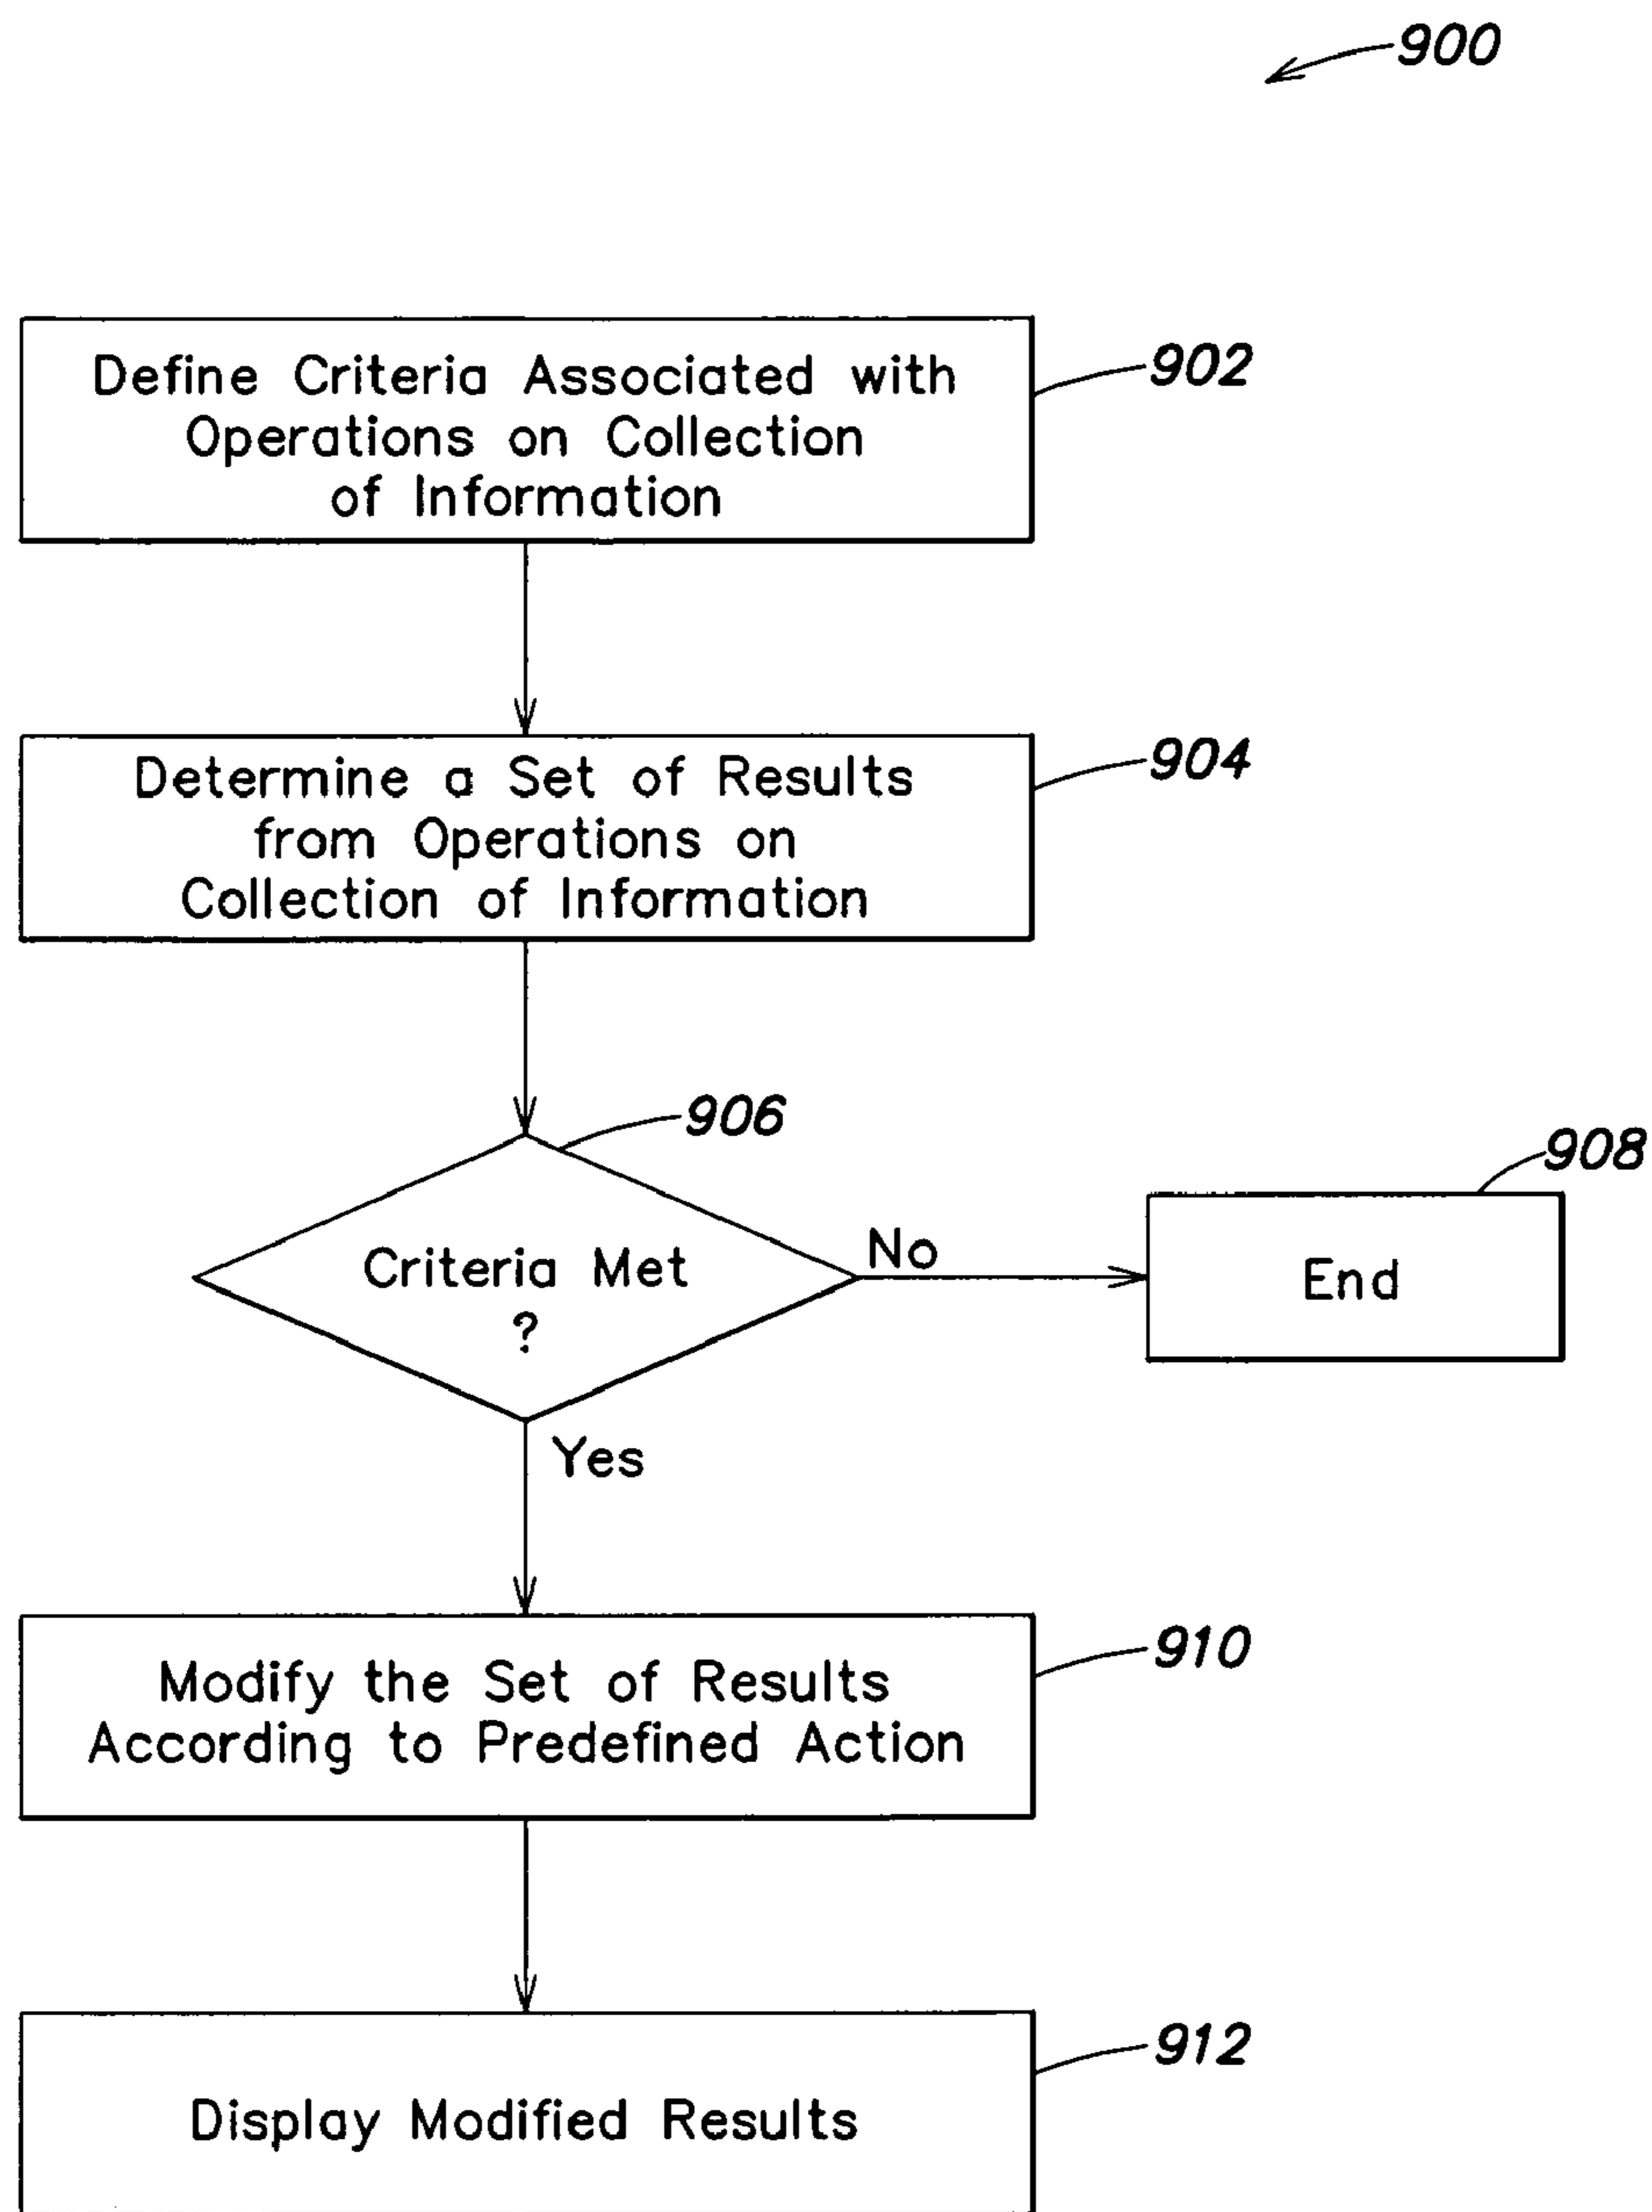 900
Define Criteria Associated with
Operations on Collection
of Information
902
Determine a Set of Results
from Operations on
Collection of Information
904
906
Criteria Met
?
No
908
End
Yes
Modify the Set of Results
According to Predefined Action
910
Display Modified Results
912